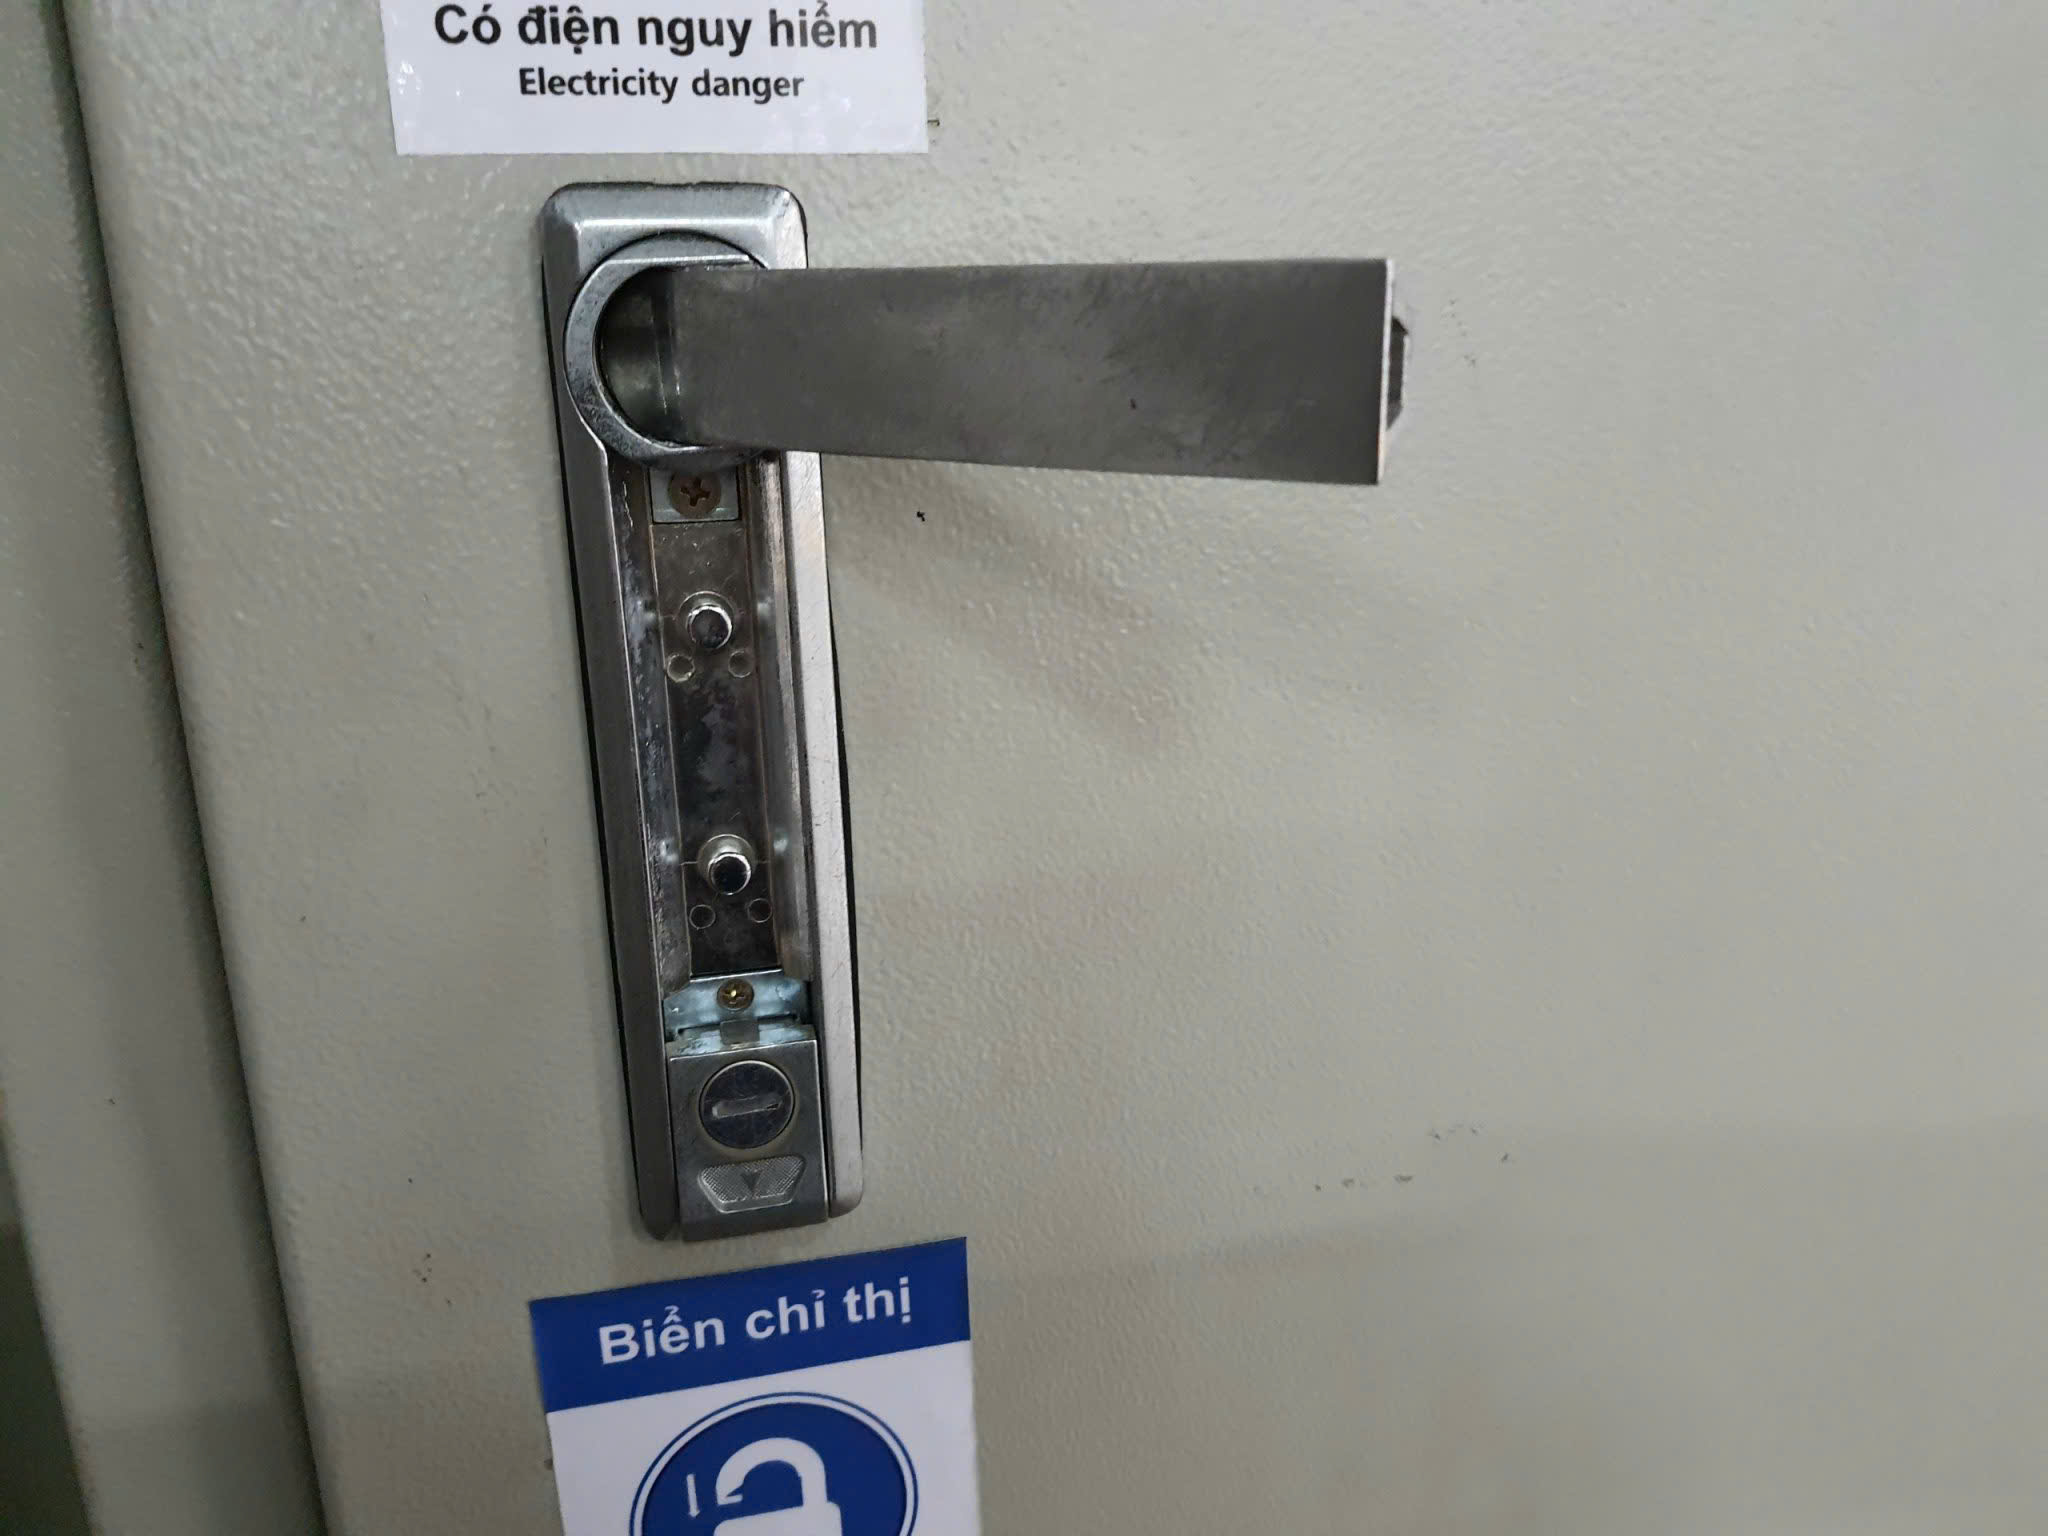 Có điện nguy hiểm
Electricity danger
Biển chỉ thị